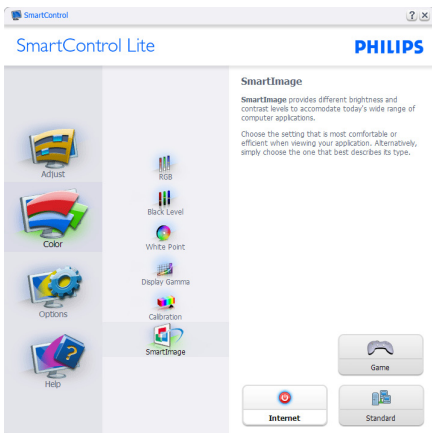 SmartControl
? ×
SmartControl Lite
PHILIPS
Adjust
Color
Options
Help
RGB
Black Level
White Point
Display Gamma
Calibration
SmartImage
SmartImage
SmartImage provides different brightness and
contrast levels to accomodate today's wide range of
computer applications.
Choose the setting that is most comfortable or
efficient when viewing your application. Alternatively,
simply choose the one that best describes its type.
Game
Internet
Standard